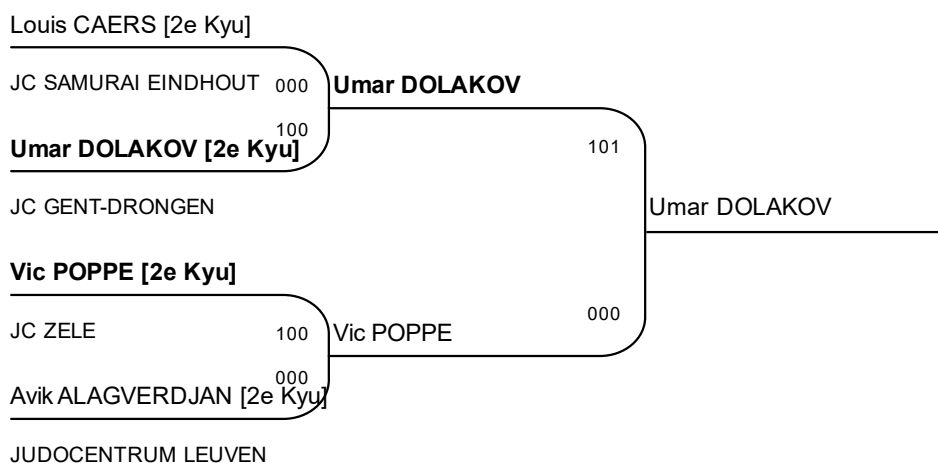 Louis CAERS [2e Kyu]
JC SAMURAI EINDHOUT 000
100
Umar DOLAKOV [2e Kyu]
JC GENT-DRONGEN
Vic POPPE [2e Kyu]
JC ZELE 100
000
Avik ALAGVERDJAN [2e Kyu]
JUDOCENTRUM LEUVEN
Umar DOLAKOV
101
000
Vic POPPE
Umar DOLAKOV